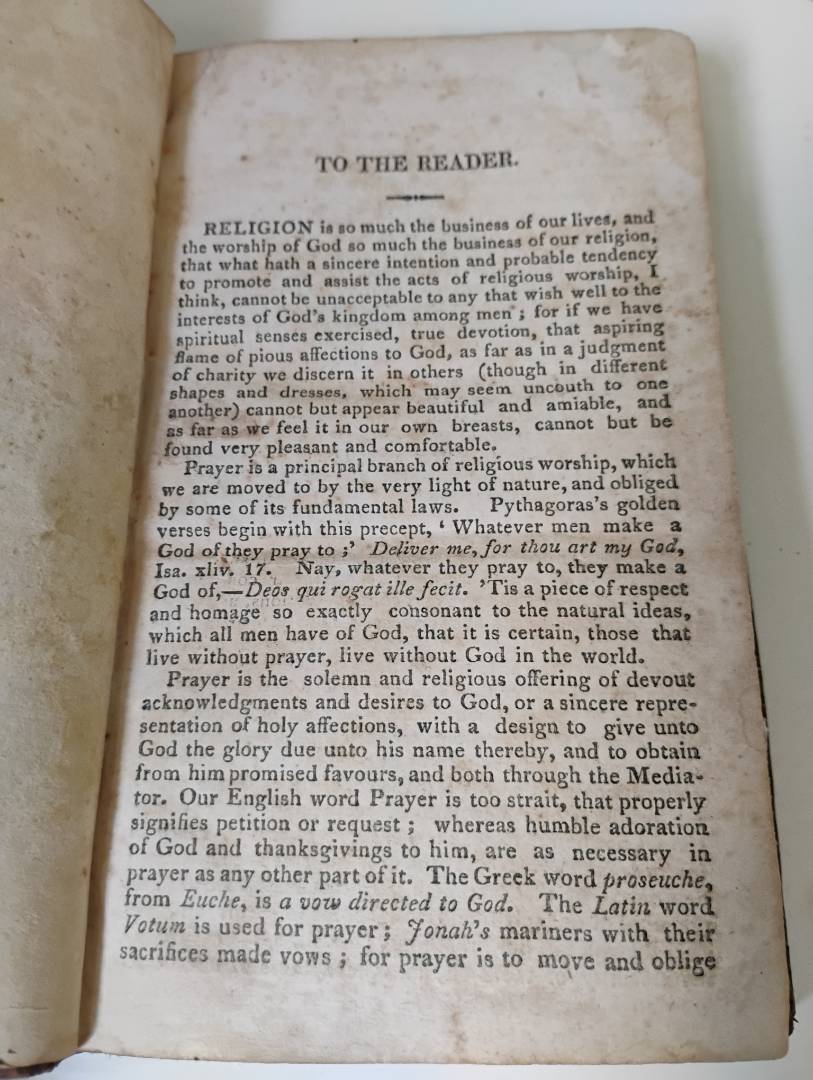 TO THE READER.
RELIGION is so much the business of our lives, and
the worship of God so much the business of our religion,
that what hath a sincere intention and probable tendency
to promote and assist the acts of religious worship, I
think, cannot be unacceptable to any that wish well to the
interests of God's kingdom among men ; for if we have
spiritual senses exercised, true devotion, that aspiring
flame of pious affections to God, as far as in a judgment
of charity we discern it in others (though in different
shapes and dresses, which may seem uncouth to one
another) cannot but appear beautiful and amiable, and
as far as we feel it in our own breasts, cannot but be
found very pleasant and comfortable.
Prayer is a principal branch of religious worship, which
we are moved to by the very light of nature, and obliged
by some of its fundamental laws. Pythagoras's golden
verses begin with this precept, ‘ Whatever men make a
God of they pray to ;’ Deliver me, for thou art my God,
Isa. xliv. 17. Nay, whatever they pray to, they make a
God of,—Deos qui rogat ille fecit. ’Tis a piece of respect
and homage so exactly consonant to the natural ideas,
which all men have of God, that it is certain, those that
live without prayer, live without God in the world.
Prayer is the solemn and religious offering of devout
acknowledgments and desires to God, or a sincere repre-
sentation of holy affections, with a design to give unto
God the glory due unto his name thereby, and to obtain
from him promised favours, and both through the Media-
tor. Our English word Prayer is too strait, that properly
signifies petition or request ; whereas humble adoration
of God and thanksgivings to him, are as necessary in
prayer as any other part of it. The Greek word proseuche,
from Euche, is a vow directed to God. The Latin word
Votum is used for prayer ; Jonah's mariners with their
sacrifices made vows ; for prayer is to move and oblige